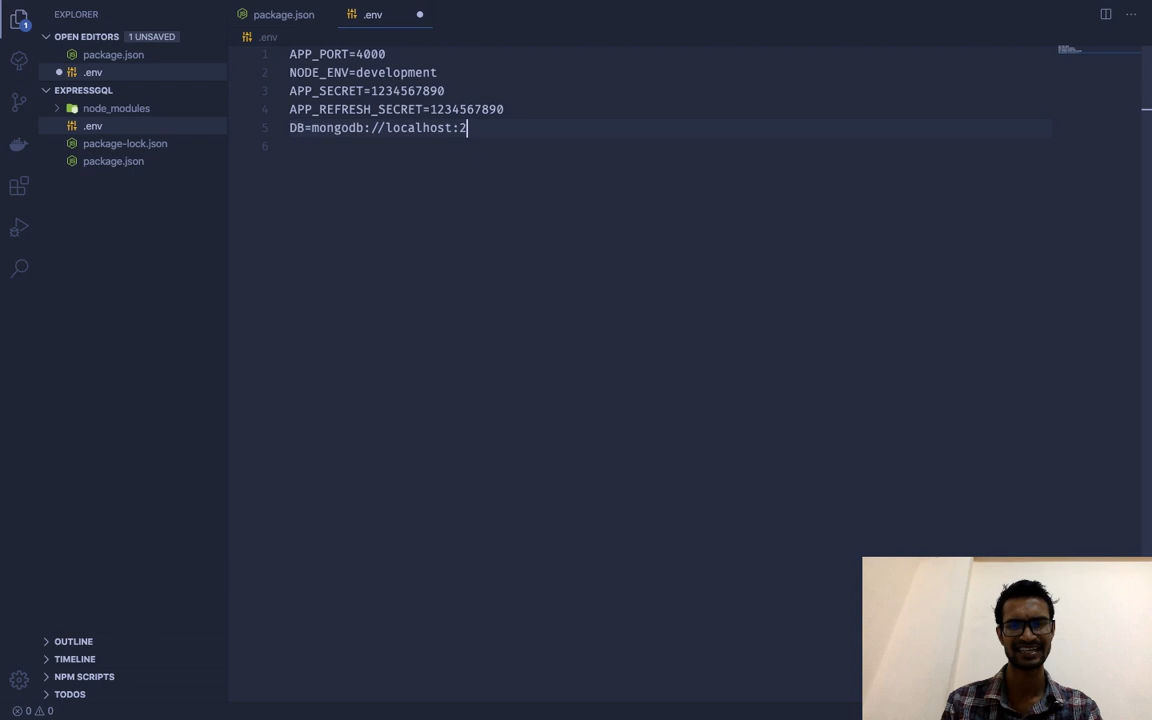 EXPLORER
OPEN EDITORS 1 UNSAVED
package.json
.env
EXPRESSGQL
node_modules
.env
package-lock.json
package.json
OUTLINE
TIMELINE
NPM SCRIPTS
TODOS
0 0
1
package.json .env
.env
1 APP_PORT=4000
2 NODE_ENV=development
3 APP_SECRET=1234567890
4 APP_REFRESH_SECRET=1234567890
5 DB=mongodb://localhost:2
6